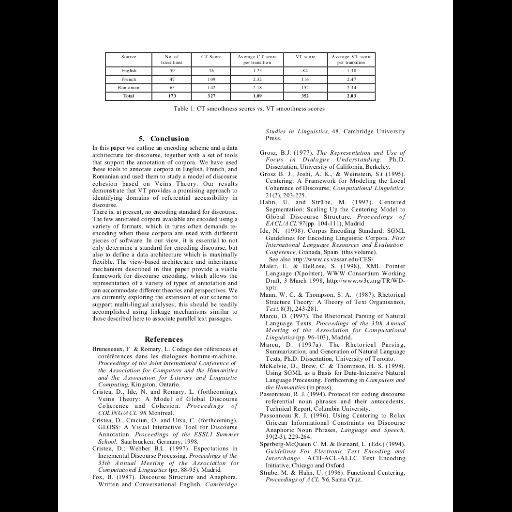 Source No. of transitions CT Score Average CT score per transition VT score Average VT score per transition
English
French 47 109 2.32 116 2.47
Romanian
Total 173 327 1.89 352 2.03
Table 1: CT smoothness scores vs. VT smoothness scores
5. Conclusion
In this paper we outline an encoding scheme and a data
architecture for discourse, together with a set of tools
that support the annotation of corpora. We have used
these tools to annotate corpora in English, French, and
Romanian and used them to study a model of discourse
cohesion based on Veins Theory. Our results
demonstrate that VT provides a promising approach to
identifying domains of referential accessibility in
discourse.
There is, at present, no encoding standard for discourse.
The few annotated corpora available are encoded using a
variety of formats, which in turn often demands re-
encoding when these corpora are used with different
pieces of software. In our view, it is essential to not
only determine a standard for encoding discourse, but
also to define a data architecture which is maximally
flexible. The view-based architecture and inheritance
mechanism described in this paper provide a viable
framework for discourse encoding, which allows the
representation of a variety of types of annotation and
can accommodate different theories and perspectives. We
are currently exploring the extension of our scheme to
support multi-lingual analyses; this should be readily
accomplished using linkage mechanisms similar to
those described here to associate parallel text passages.
References
Bruneseaux, F. & Romary, L. Codage des références et
coréférences dans les dialogues homme-machine.
Proceedings of the Joint International Conference of
the Association for Computers and the Humanities
and the Association for Literary and Linguistic
Computing, Kingston, Ontario.
Cristea, D., Ide, N. and Romary, L. (forthcoming).
Veins Theory: A Model of Global Discourse
Coherence and Cohesion. Proceedings of
COLING/ACL'98 Montreal.
Cristea, D., Craciun, O. and Ursu, C. (forthcoming).
GLOSS: A Visual Interactive Tool for Discourse
Annotation. Proceedings of the ESSLI Summer
School, Saarbrucken, Germany, 1998.
Cristea, D.; Webber B.L. (1997). Expectations in
Incremental Discourse Processing. Proceedings of the
35th Annual Meeting of the Association for
Computational Linguistics (pp. 88-95), Madrid.
Fox, B. (1987). Discourse Structure and Anaphora.
Written and Conversational English. Cambridge
Studies in Linguistics, 48, Cambridge University
Press.
Grosz, B.J. (1977). The Representation and Use of
Focus in Dialogue Understanding. Ph.D.
Dissertation, University of California, Berkeley.
Grosz B. J., Joshi, A. K., & Weinstein, S.(1995).
Centering: A Framework for Modeling the Local
Coherence of Discourse, Computational Linguistics,
21(2), 203-225.
Hahn, U. and Strübe, M. (1997). Centered
Segmentation: Scaling Up the Centering Model to
Global Discourse Structure. Proceedings of
EACL/ACL'97(pp. 104-111), Madrid.
Ide, N. (1998). Corpus Encoding Standard: SGML
Guidelines for Encoding Linguistic Corpora. First
International Language Resources and Evaluation
Conference, Granada, Spain. (this volume).
See also http://www.cs.vassar.edu/CES/.
Maler, E. & DeRose, S. (1998), XML Pointer
Language (Xpointer), WWW Consortium Working
Draft, 3 March 1998, http://www.w3c.org/TR/WD-
xptr
Mann, W. C. & Thompson, S. A. (1987). Rhetorical
Structure Theory: A Theory of Text Organisation,
Text 8(3), 243-281.
Marcu, D. (1997). The Rhetorical Parsing of Natural
Language Texts. Proceedings of the 35th Annual
Meeting of the Association for Computational
Linguistics (pp. 96-103), Madrid.
Marcu, D. (1997a). The Rhetorical Parsing,
Summarization, and Generation of Natural Language
Texts, Ph.D. Dissertation, University of Toronto.
McKelvie, D., Brew, C. & Thompson, H. S. (1998).
Using SGML as a Basis for Data-Intensive Natural
Language Processing. Forthcoming in Computers and
the Humanities (in press).
Passonneau, R. J. (1994). Protocol for coding discourse
referential noun phrases and their antecedents.
Technical Report, Columbia University.
Passonneau R. J. (1996). Using Centering to Relax
Gricean Informational Constraints on Discourse
Anaphoric Noun Phrases, Language and Speech,
39(2-3), 229-264.
Sperberg-McQueen C. M. & Burnard, L. (Eds.) (1994).
Guidelines For Electronic Text Encoding and
Interchange. ACH-ACL-ALLC Text Encoding
Initiative, Chicago and Oxford.
Strube, M. & Hahn, U. (1996). Functional Centering,
Proceedings of ACL '96, Santa Cruz.